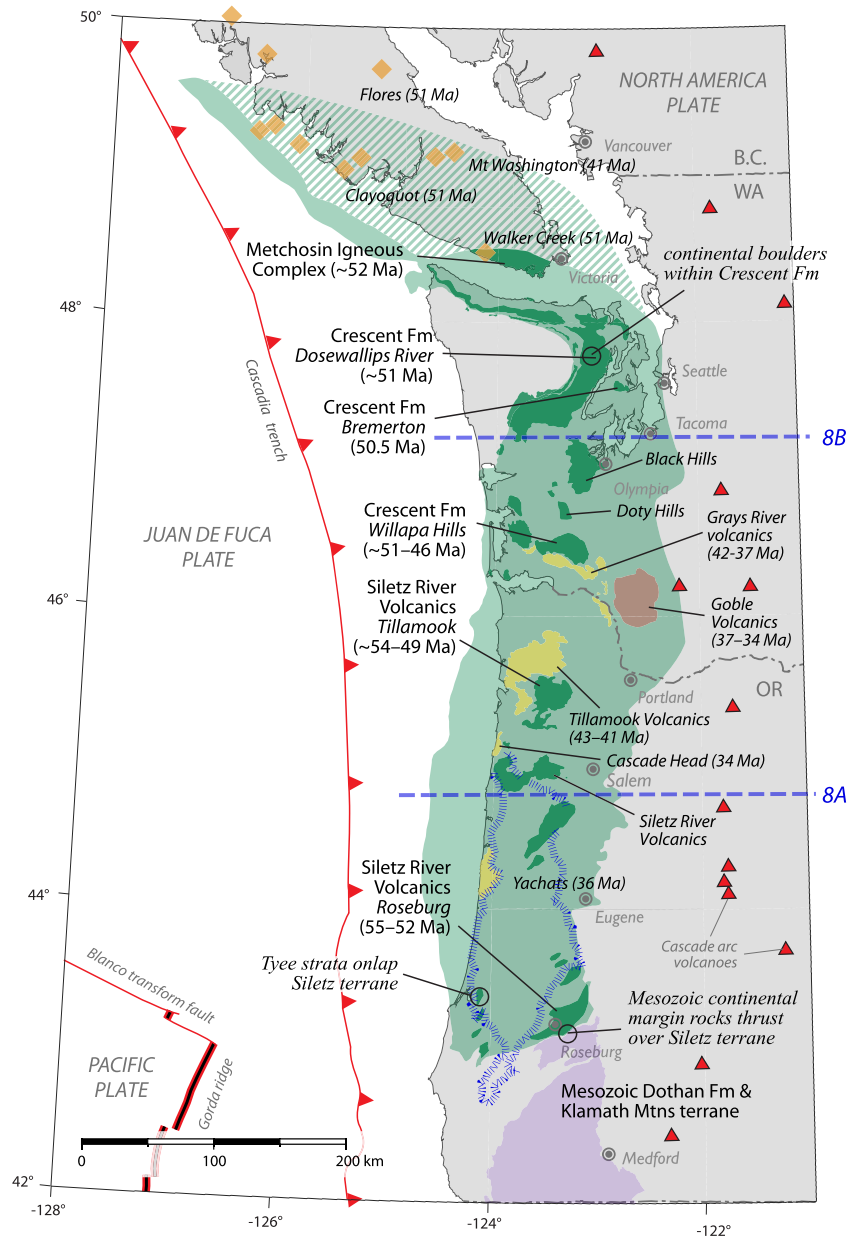 50°
Flores (51 Ma)
NORTH AMERICA
PLATE
Vancouver
B.C.
WA
Mt Washington (41 Ma)
Clayoquot (51 Ma)
Walker Creek (51 Ma)
Metchosin Igneous
Complex (~52 Ma)
Victoria
continental boulders
within Crescent Fm
48°
Crescent Fm
Dosewallips River
(~51 Ma)
Cascadia trench
Seattle
Crescent Fm
Bremerton
(50.5 Ma)
Tacoma
8B
Black Hills
Olympia
Doty Hills
Crescent Fm
Willapa Hills
(~51–46 Ma)
Grays River
volcanics
(42-37 Ma)
JUAN DE FUCA
PLATE
46°
Siletz River
Volcanics
Tillamook
(~54–49 Ma)
Goble
Volcanics
(37–34 Ma)
Portland
OR
Tillamook Volcanics
(43–41 Ma)
Cascade Head (34 Ma)
Salem
8A
Siletz River
Volcanics
Siletz River
Volcanics
Roseburg
(55–52 Ma)
Yachats (36 Ma)
44°
Eugene
Cascade arc
volcanoes
Blanco transform fault
Tyee strata onlap
Siletz terrane
Mesozoic continental
margin rocks thrust
over Siletz terrane
PACIFIC
PLATE
Gorda ridge
Roseburg
Mesozoic Dothan Fm &
Klamath Mtns terrane
0
100
200 km
Medford
42°
-128°
-126°
-124°
-122°